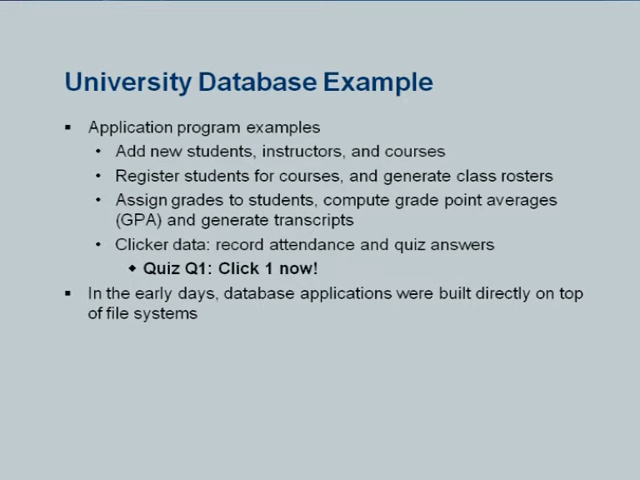 University Database Example
▪ Application program examples
• Add new students, instructors, and courses
• Register students for courses, and generate class rosters
• Assign grades to students, compute grade point averages
(GPA) and generate transcripts
• Clicker data: record attendance and quiz answers
◆ Quiz Q1: Click 1 now!
▪ In the early days, database applications were built directly on top
of file systems